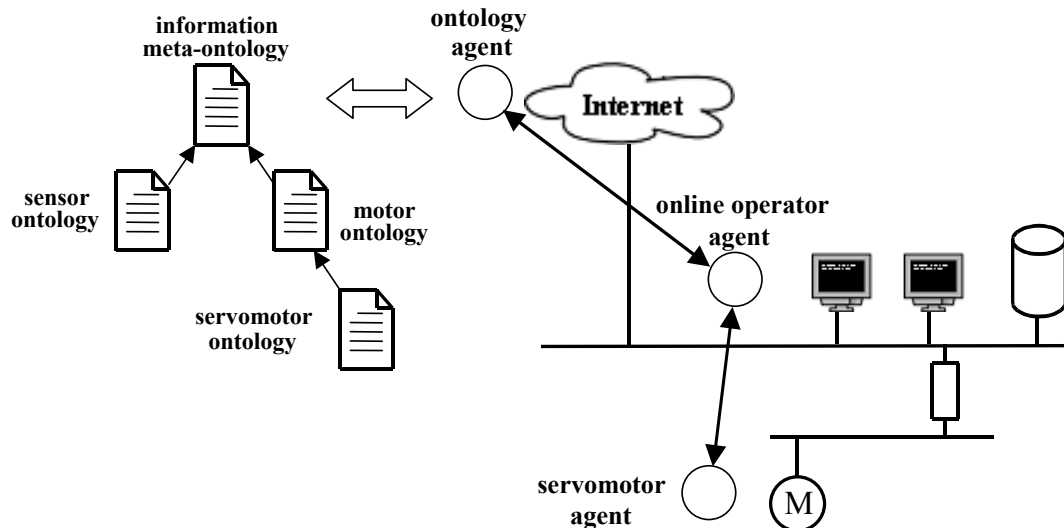 information
meta-ontology
ontology
agent
Internet
sensor
ontology
motor
ontology
online operator
agent
servomotor
ontology
servomotor
agent
M